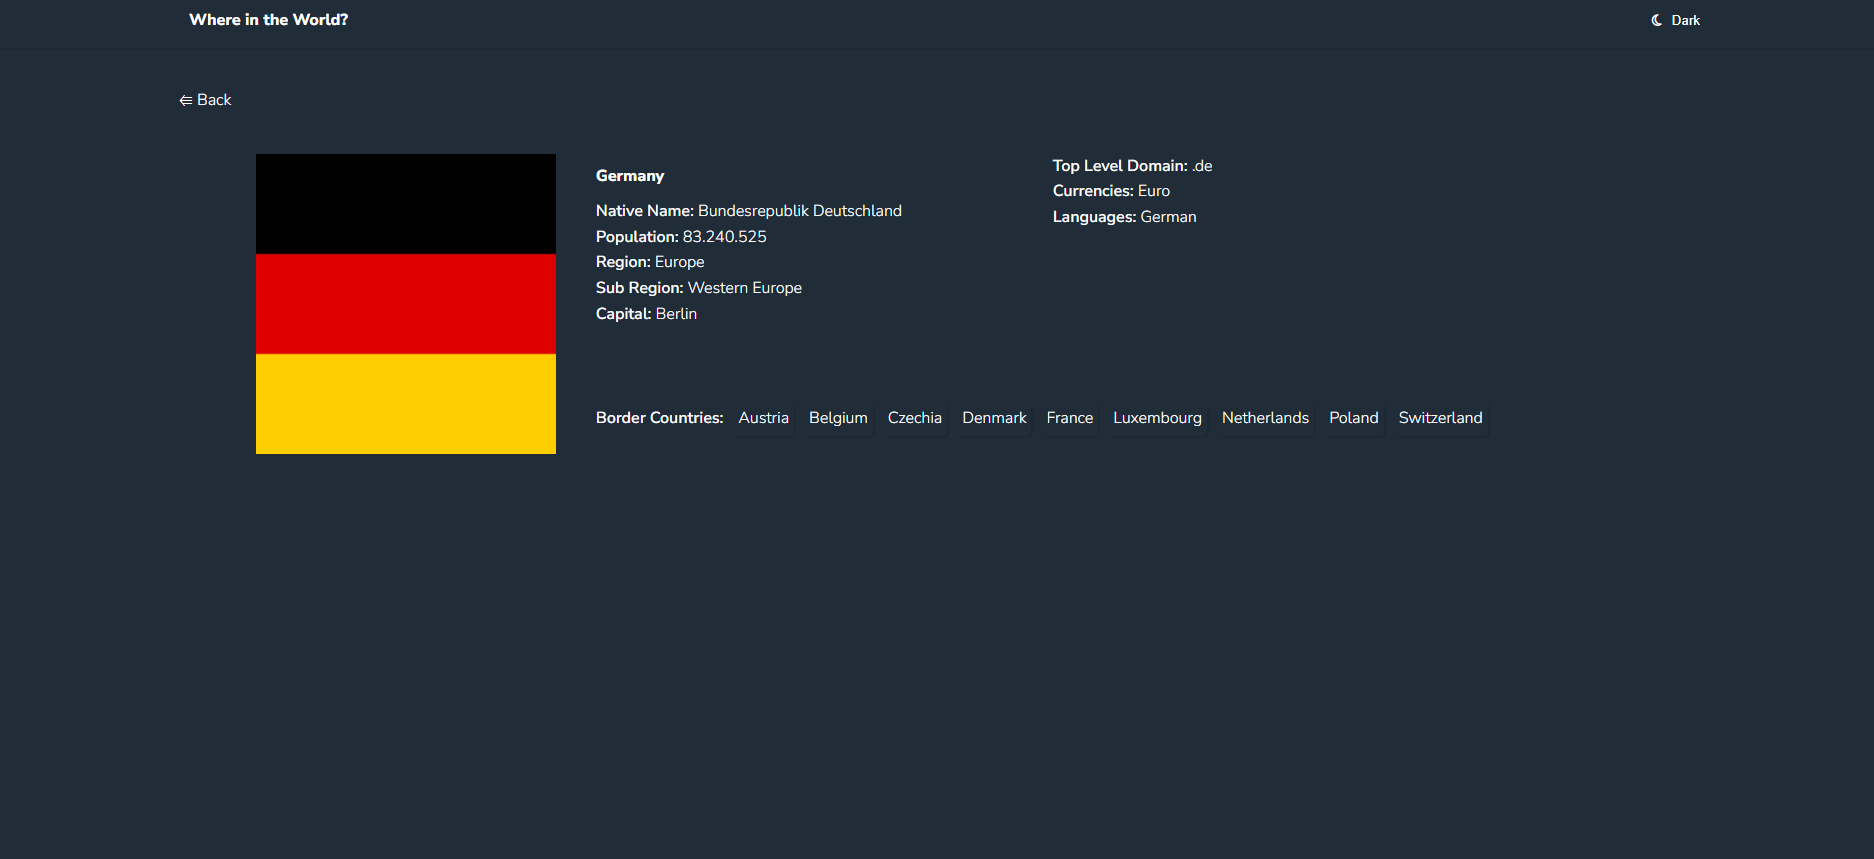 Where in the World?
Dark
⇐ Back
Germany
Native Name: Bundesrepublik Deutschland
Population: 83.240.525
Region: Europe
Sub Region: Western Europe
Capital: Berlin
Top Level Domain: .de
Currencies: Euro
Languages: German
Border Countries: Austria Belgium Czechia Denmark France Luxembourg Netherlands Poland Switzerland